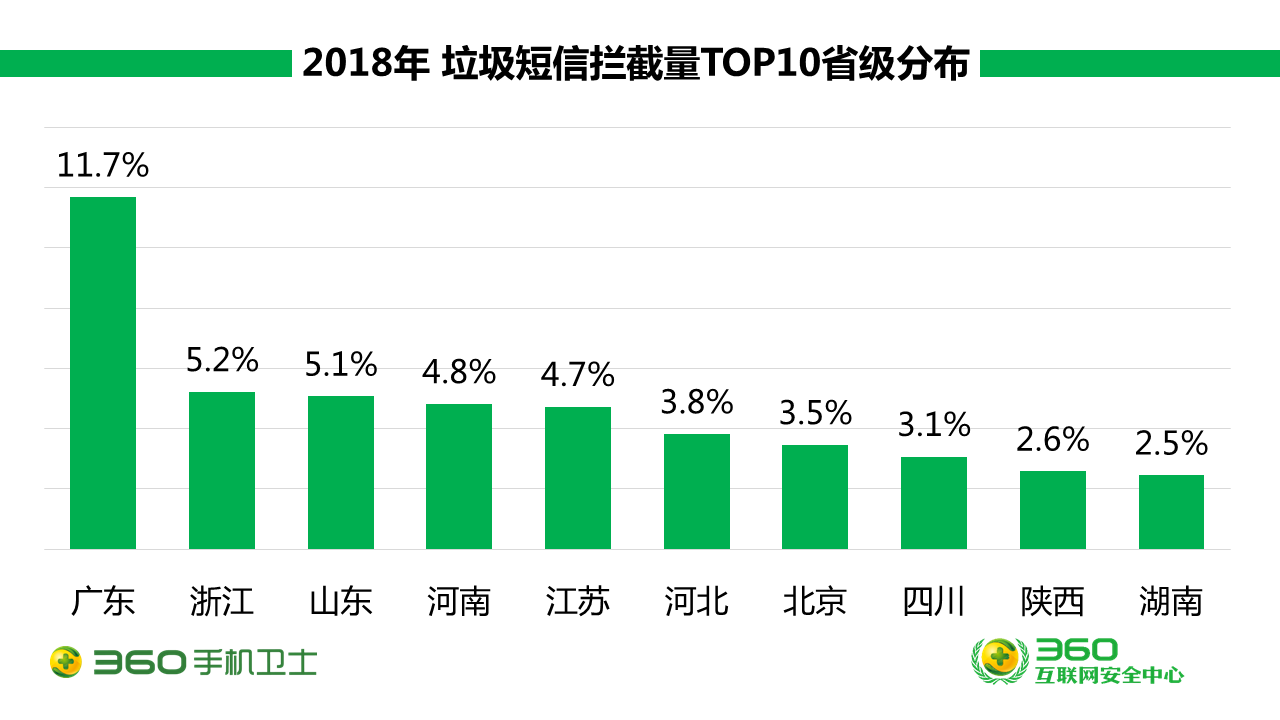 2018年 垃圾短信拦截量TOP10省级分布
11.7%
5.2%
5.1%
4.8%
4.7%
3.8%
3.5%
3.1%
2.6%
2.5%
广东 浙江 山东 河南 江苏 河北 北京 四川 陕西 湖南
360手机卫士
360
互联网安全中心